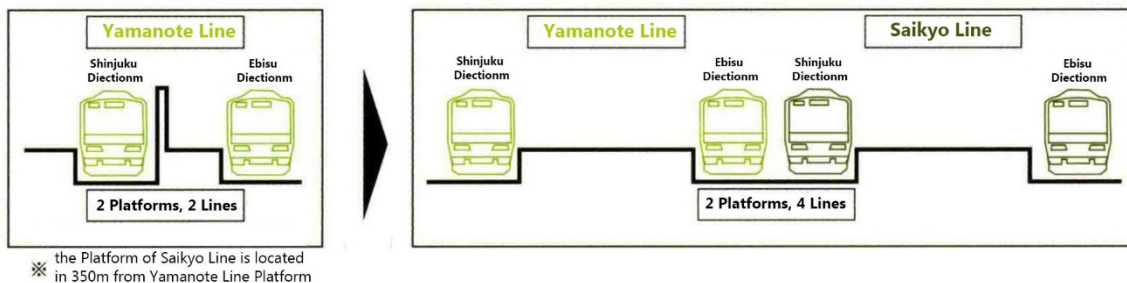 Yamanote Line
Shinjuku
Diectionm
Ebisu
Diectionm
2 Platforms, 2 Lines
※ the Platform of Saikyo Line is located
in 350m from Yamanote Line Platform
Yamanote Line
Saikyo Line
Shinjuku
Diectionm
Ebisu
Diectionm
Shinjuku
Diectionm
Ebisu
Diectionm
2 Platforms, 4 Lines